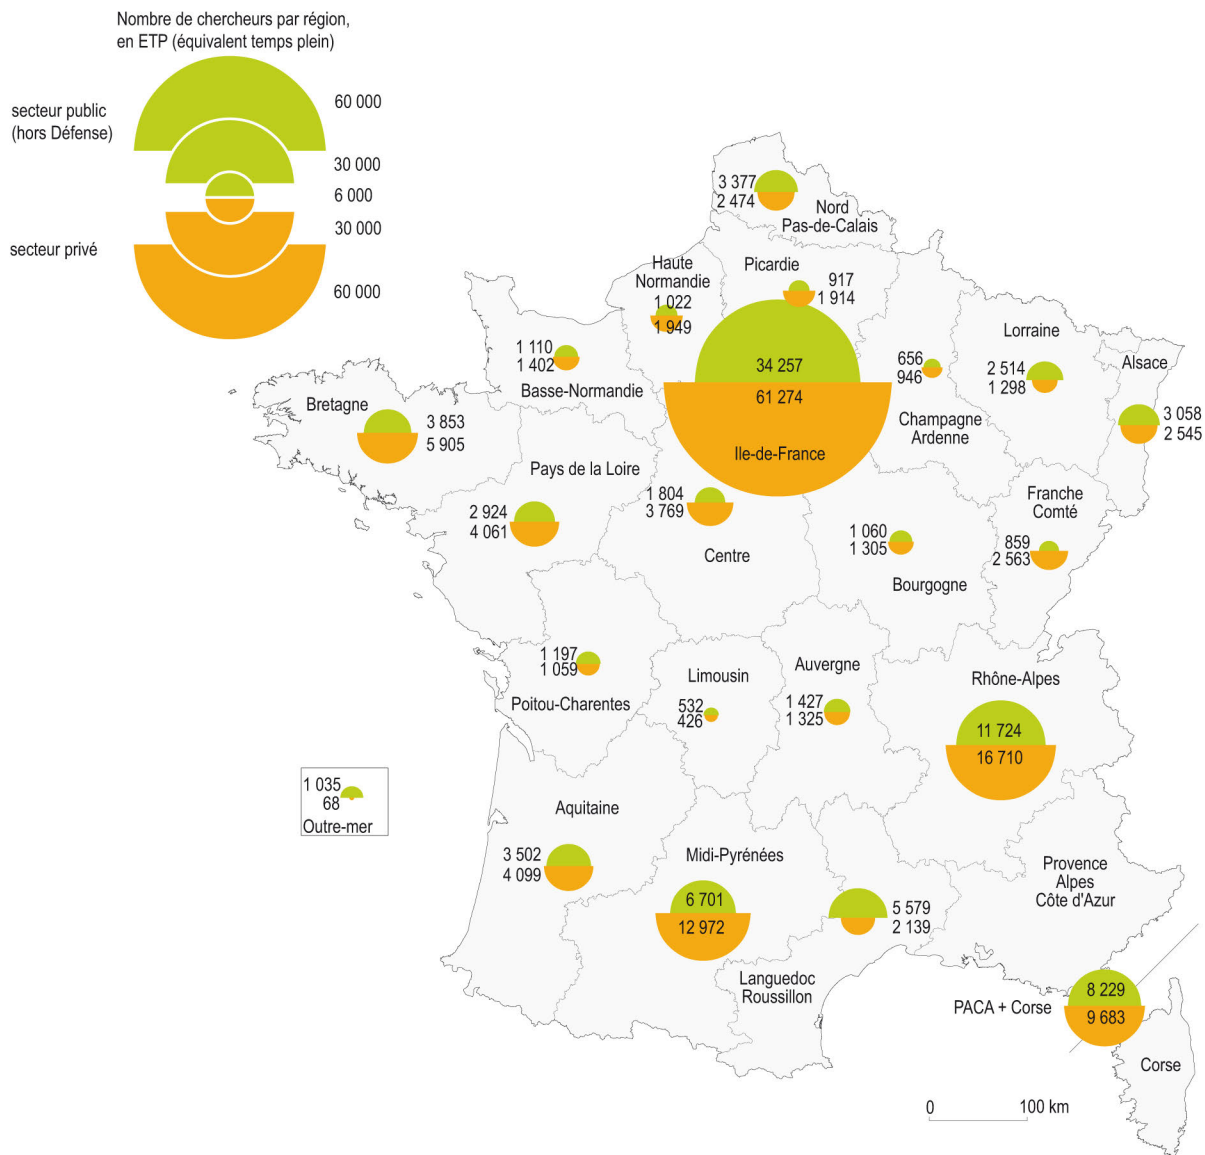 Nombre de chercheurs par région,
en ETP (équivalent temps plein)
secteur public
(hors Défense)
60 000
30 000
6 000
30 000
secteur privé
60 000
3 377
2 474
Nord
Pas-de-Calais
Haute
Normandie
1 022
1 949
Picardie
917
1 914
Lorraine
2 514
1 298
Alsace
3 058
2 545
1 110
1 402
Basse-Normandie
34 257
61 274
Ile-de-France
656
946
Champagne
Ardenne
Bretagne
3 853
5 905
Pays de la Loire
2 924
4 061
1 804
3 769
Centre
1 060
1 305
Bourgogne
Franche
Comté
859
2 563
1 197
1 059
Poitou-Charentes
Limousin
532
426
Auvergne
1 427
1 325
Rhône-Alpes
11 724
16 710
1 035
68
Outre-mer
Aquitaine
3 502
4 099
Midi-Pyrénées
6 701
12 972
5 579
2 139
Languedoc
Roussillon
Provence
Alpes
Côte d'Azur
PACA + Corse
8 229
9 683
Corse
0 100 km